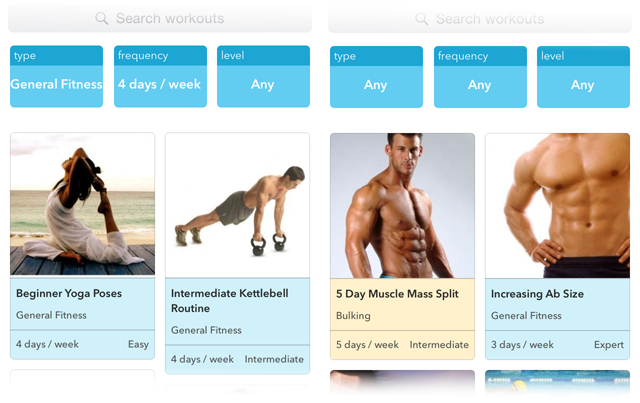 Search workouts
type
General Fitness
frequency
4 days / week
level
Any
Beginner Yoga Poses
General Fitness
4 days / week
Easy
Intermediate Kettlebell
Routine
General Fitness
4 days / week
Intermediate
Search workouts
type
Any
frequency
Any
level
Any
5 Day Muscle Mass Split
Bulking
5 days / week
Intermediate
Increasing Ab Size
General Fitness
3 days / week
Expert